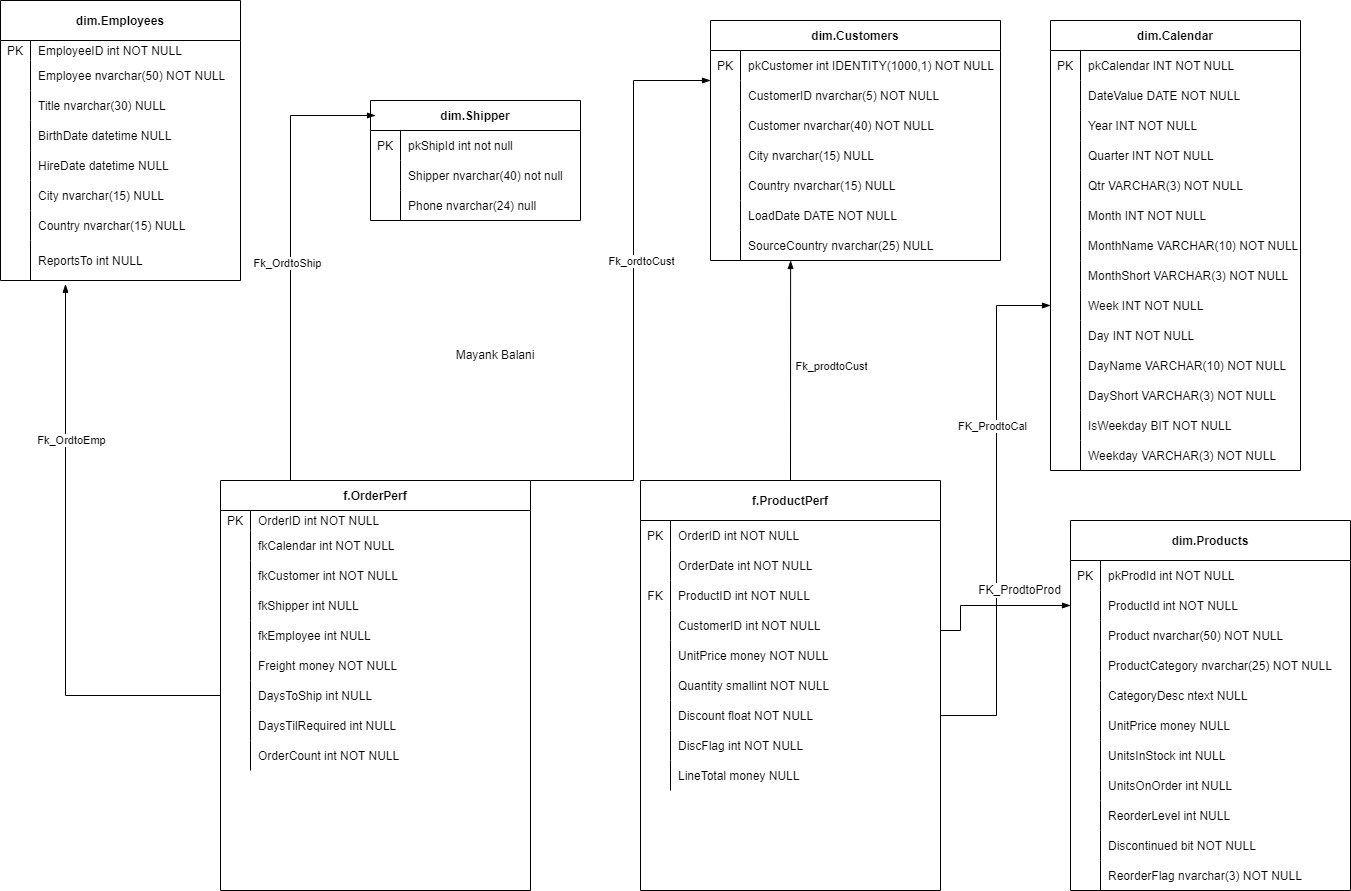 dim.Employees
PK EmployeeID int NOT NULL
Employee nvarchar(50) NOT NULL
Title nvarchar(30) NULL
BirthDate datetime NULL
HireDate datetime NULL
City nvarchar(15) NULL
Country nvarchar(15) NULL
ReportsTo int NULL
dim.Shipper
PK pkShipId int not null
Shipper nvarchar(40) not null
Phone nvarchar(24) null
dim.Customers
PK pkCustomer int IDENTITY(1000,1) NOT NULL
CustomerID nvarchar(5) NOT NULL
Customer nvarchar(40) NOT NULL
City nvarchar(15) NULL
Country nvarchar(15) NULL
LoadDate DATE NOT NULL
SourceCountry nvarchar(25) NULL
dim.Calendar
PK pkCalendar INT NOT NULL
DateValue DATE NOT NULL
Year INT NOT NULL
Quarter INT NOT NULL
Qtr VARCHAR(3) NOT NULL
Month INT NOT NULL
MonthName VARCHAR(10) NOT NULL
MonthShort VARCHAR(3) NOT NULL
Week INT NOT NULL
Day INT NOT NULL
DayName VARCHAR(10) NOT NULL
DayShort VARCHAR(3) NOT NULL
IsWeekday BIT NOT NULL
Weekday VARCHAR(3) NOT NULL
Fk_OrdtoShip
Fk_ordtoCust
Mayank Balani
Fk_prodtoCust
FK_ProdtoCal
Fk_OrdtoEmp
FK_ProdtoProd
f.OrderPerf
PK OrderID int NOT NULL
fkCalendar int NOT NULL
fkCustomer int NOT NULL
fkShipper int NULL
fkEmployee int NULL
Freight money NOT NULL
DaysToShip int NULL
DaysTilRequired int NULL
OrderCount int NOT NULL
f.ProductPerf
PK OrderID int NOT NULL
OrderDate int NOT NULL
FK ProductID int NOT NULL
CustomerID int NOT NULL
UnitPrice money NOT NULL
Quantity smallint NOT NULL
Discount float NOT NULL
DiscFlag int NOT NULL
LineTotal money NULL
dim.Products
PK pkProdId int NOT NULL
ProductId int NOT NULL
Product nvarchar(50) NOT NULL
ProductCategory nvarchar(25) NOT NULL
CategoryDesc ntext NULL
UnitPrice money NULL
UnitsInStock int NULL
UnitsOnOrder int NULL
ReorderLevel int NULL
Discontinued bit NOT NULL
ReorderFlag nvarchar(3) NOT NULL